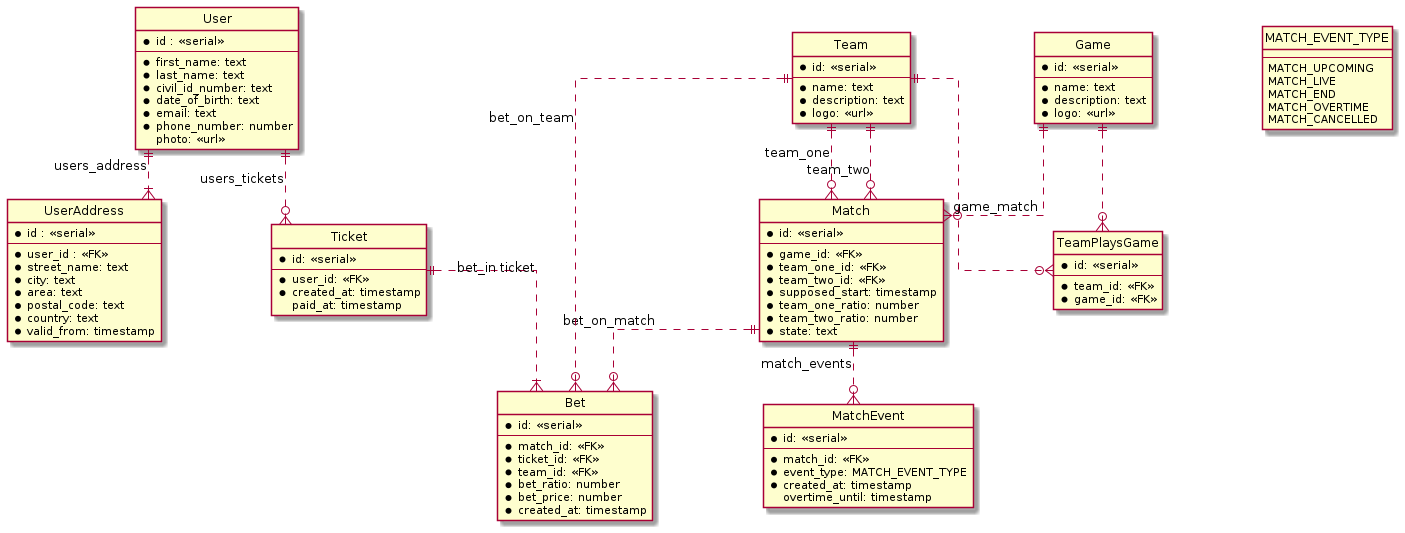 User
id : «serial»
first_name: text
last_name: text
civil_id_number: text
date_of_birth: text
email: text
phone_number: number
photo: «url»
Team
id: «serial»
name: text
description: text
logo: «url»
Game
id: «serial»
name: text
description: text
logo: «url»
MATCH_EVENT_TYPE
MATCH_UPCOMING
MATCH_LIVE
MATCH_END
MATCH_OVERTIME
MATCH_CANCELLED
users_address
users_tickets
bet_on_team
team_one
team_two
game_match
UserAddress
id : «serial»
user_id : «FK»
street_name: text
city: text
area: text
postal_code: text
country: text
valid_from: timestamp
Ticket
id: «serial»
user_id: «FK»
created_at: timestamp
paid_at: timestamp
bet_in ticket
Match
id: «serial»
game_id: «FK»
team_one_id: «FK»
team_two_id: «FK»
supposed_start: timestamp
team_one_ratio: number
team_two_ratio: number
state: text
TeamPlaysGame
id: «serial»
team_id: «FK»
game_id: «FK»
bet_on_match
match_events
Bet
id: «serial»
match_id: «FK»
ticket_id: «FK»
team_id: «FK»
bet_ratio: number
bet_price: number
created_at: timestamp
MatchEvent
id: «serial»
match_id: «FK»
event_type: MATCH_EVENT_TYPE
created_at: timestamp
overtime_until: timestamp